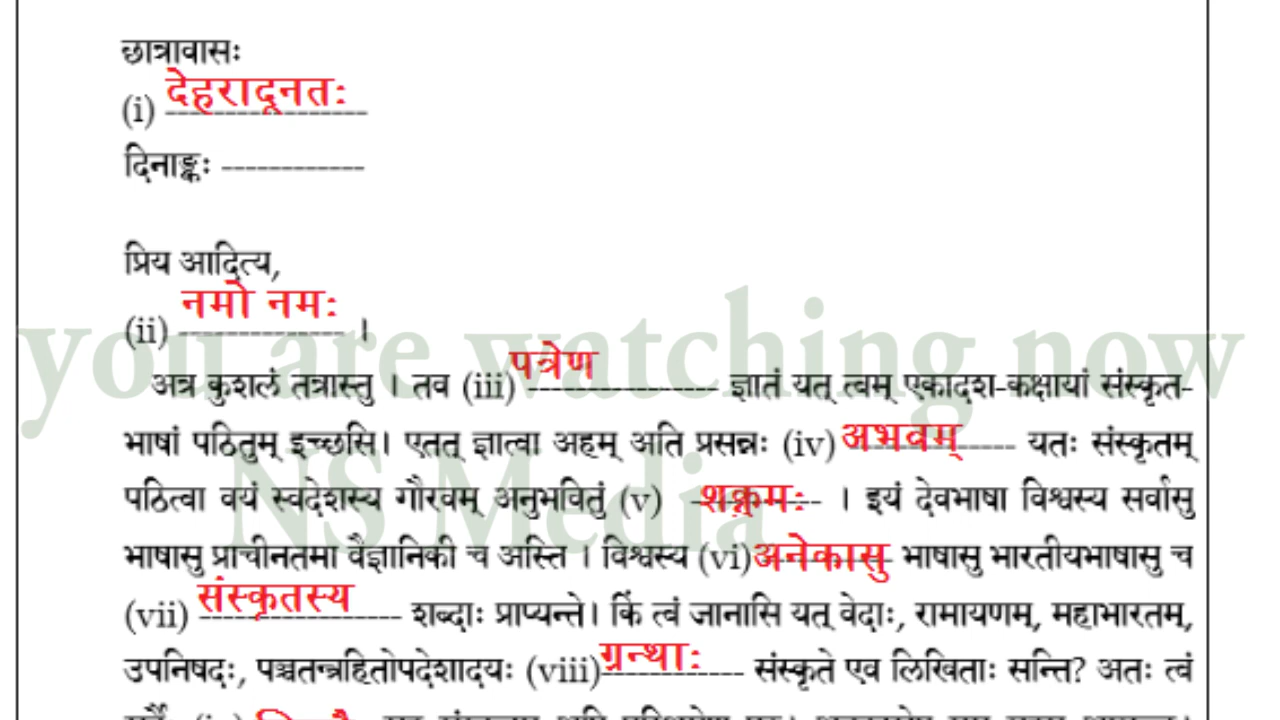 छात्रावासः
(i) देहरादूनतः
दिनाङ्कः -------------
प्रिय आदित्य,
(ii) नमो नमः ।
अत्र कुशलं तत्रास्तु । तव (iii) पत्रेण ज्ञातं यत् त्वम् एकादश-कक्षायां संस्कृत-
भाषां पठितुम् इच्छसि। एतत् ज्ञात्वा अहम् अति प्रसन्नः (iv) अभवम् यतः संस्कृतम्
पठित्वा वयं स्वदेशस्य गौरवम् अनुभवितुं (v) शक्नुमः । इयं देवभाषा विश्वस्य सर्वासु
भाषासु प्राचीनतमा वैज्ञानिकी च अस्ति । विश्वस्य (vi) अनेकासु भाषासु भारतीयभाषासु च
(vii) संस्कृतस्य शब्दाः प्राप्यन्ते। किं त्वं जानासि यत् वेदाः, रामायणम्, महाभारतम्,
उपनिषदः, पञ्चतन्त्रहितोपदेशादयः (viii) ग्रन्थाः संस्कृते एव लिखिताः सन्ति? अतः त्वं
you are watching now
NS Media